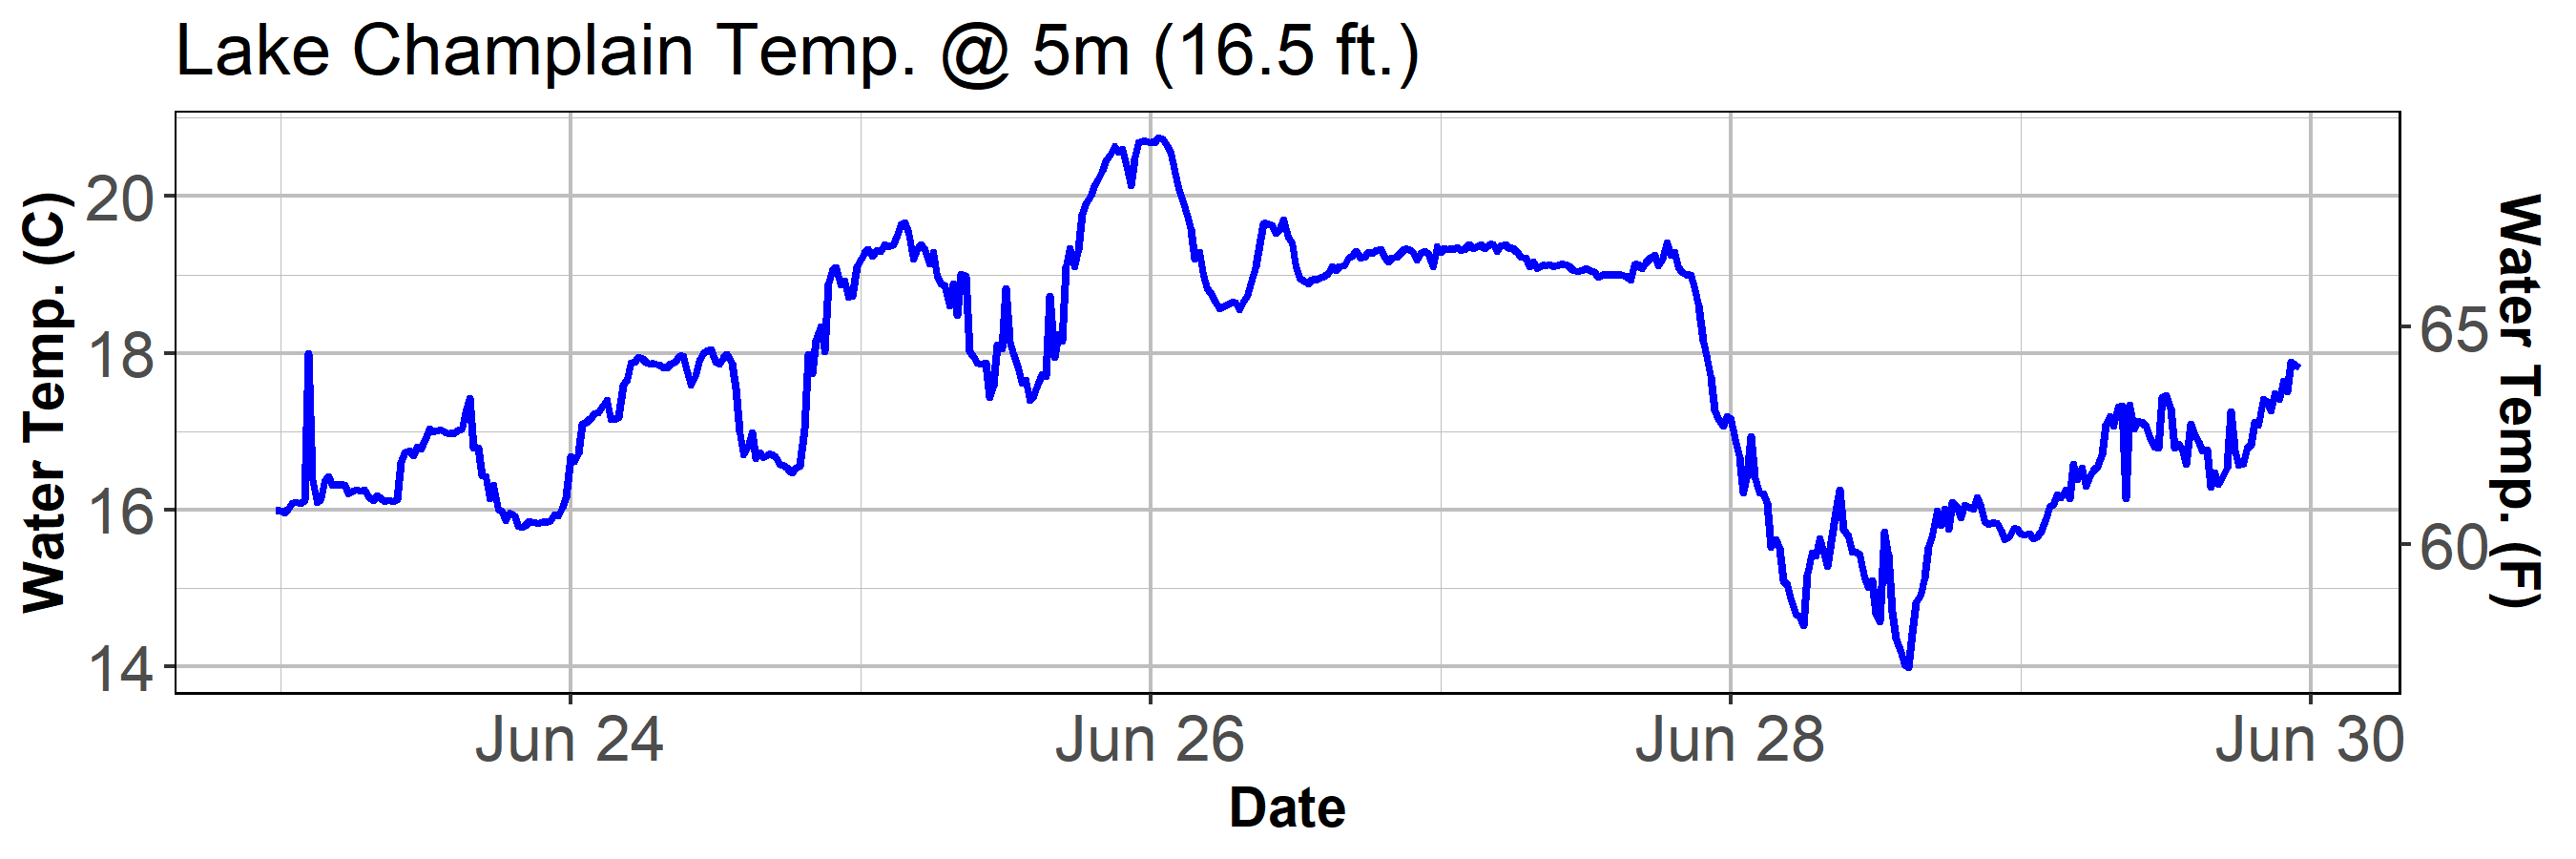 Lake Champlain Temp. @ 5m (16.5 ft.)
Water Temp. (C)
20
18
16
14
65
60
Water Temp. (F)
Jun 24 Jun 26 Jun 28 Jun 30
Date